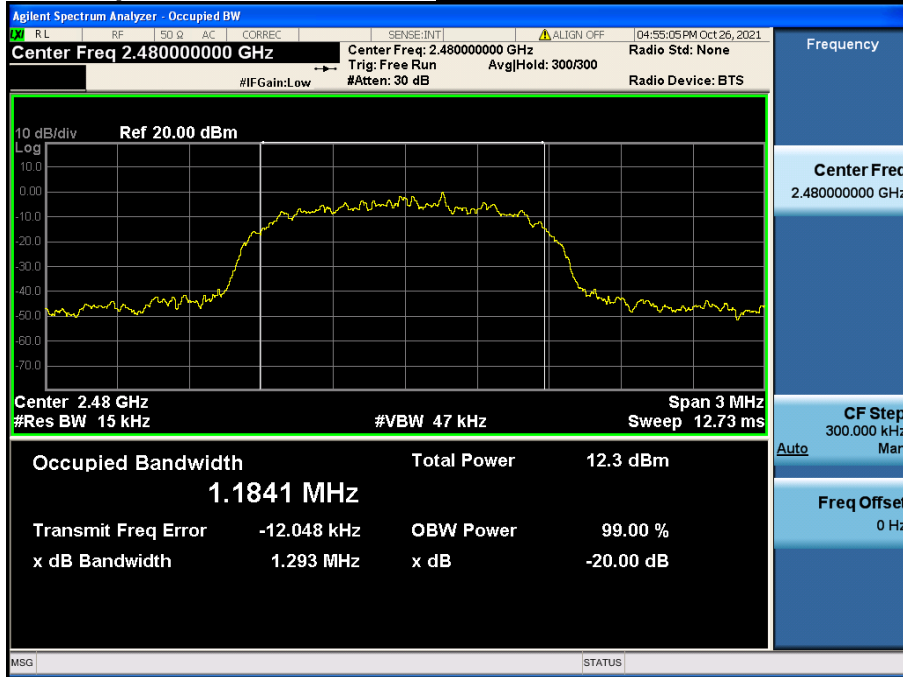 Agilent Spectrum Analyzer - Occupied BW
LXI RL RF 50 Ω AC CORREC SENSE:INT ALIGN OFF 04:55:05 PM Oct 26, 2021
Center Freq 2.480000000 GHz
Center Freq: 2.480000000 GHz
Radio Std: None
Trig: Free Run Avg|Hold: 300/300
#IFGain:Low
#Atten: 30 dB
Radio Device: BTS
Frequency
10 dB/div Ref 20.00 dBm
Log
10.0
0.00
-10.0
-20.0
-30.0
-40.0
-50.0
-60.0
-70.0
Center 2.48 GHz Span 3 MHz
#Res BW 15 kHz #VBW 47 kHz Sweep 12.73 ms
Occupied Bandwidth Total Power 12.3 dBm
1.1841 MHz
Transmit Freq Error -12.048 kHz OBW Power 99.00 %
x dB Bandwidth 1.293 MHz x dB -20.00 dB
Center Freq
2.480000000 GHz
CF Step
300.000 kHz
Auto Man
Freq Offset
0 Hz
MSG STATUS